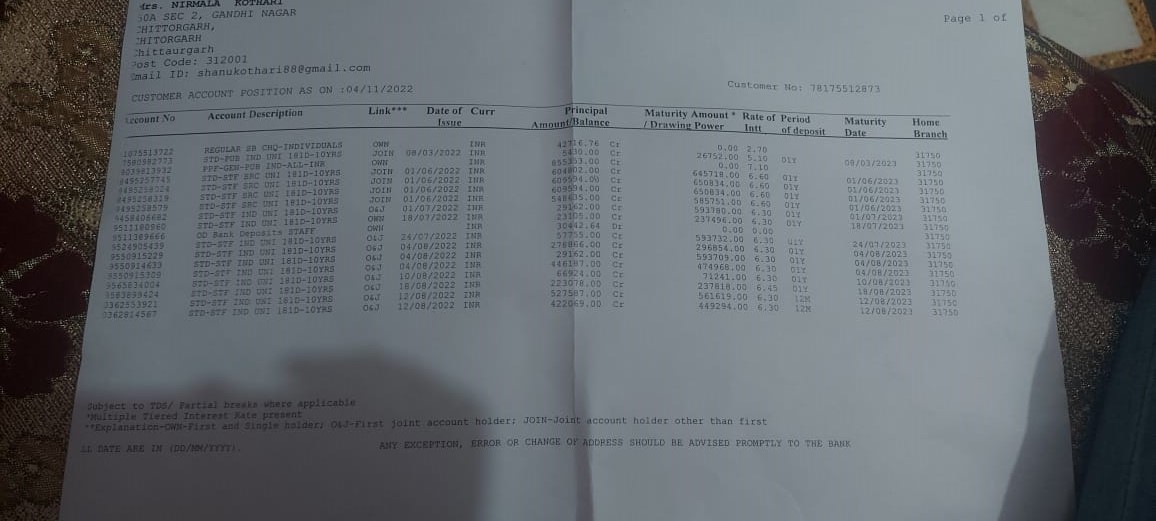 Mrs. NIRMALA KOTHARI
50A SEC 2, GANDHI NAGAR
CHITTORGARH,
CHITORGARH
Chittaurgarh
Post Code: 312001
Email ID: shanukothari88@gmail.com
Page 1 of
CUSTOMER ACCOUNT POSITION AS ON :04/11/2022 Customer No: 78175512873
Account No Account Description Link*** Date of Issue Curr Principal Amount/Balance Maturity Amount * / Drawing Power Rate of Intt Period of deposit Maturity Date Home Branch
REGULAR SB CHQ-INDIVIDUALS OWN INR 42716.76 Cr 0.00 2.70 31750
STD-PUB IND UNI 181D-10YRS JOIN 08/03/2022 INR Cr 26752.00 5.10 01Y 08/03/2023 31750
PPF-GEN-PUB IND-ALL-INR OWN INR 855353.00 Cr 0.00 7.10 31750
8495257745 STD-STF SRC UNI 181D-10YRS JOIN 01/06/2022 INR 604802.00 Cr 645718.00 6.60 01Y 01/06/2023 31750
STD-STF SRC UNI 181D-10YRS JOIN 01/06/2022 INR 609594.00 Cr 650834.00 6.60 01Y 01/06/2023 31750
8495258319 STD-STF SRC UNI 181D-10YRS JOIN 01/06/2022 INR 609594.00 Cr 650834.00 6.60 01Y 01/06/2023 31750
8495258579 STD-STF SRC UNI 181D-10YRS JOIN 01/06/2022 INR 548635.00 Cr 585751.00 6.60 01Y 01/06/2023 31750
9458406682 STD-STF IND UNI 181D-10YRS O&J 01/07/2022 INR 29162.00 Cr 593780.00 6.30 01Y 01/07/2023 31750
9511180960 STD-STF IND UNI 181D-10YRS OWN 18/07/2022 INR 23105.00 Cr 237496.00 6.30 01Y 18/07/2023 31750
9511389666 OD Bank Deposits STAFF OWN INR 30442.64 Dr 0.00 0.00 31750
9524905439 STD-STF IND UNI 181D-10YRS O&J 24/07/2022 INR 57755.00 Cr 593732.00 6.30 01Y 24/07/2023 31750
9550915229 STD-STF IND UNI 181D-10YRS O&J 04/08/2022 INR 278866.00 Cr 296854.00 6.30 01Y 04/08/2023 31750
9550914633 STD-STF IND UNI 181D-10YRS O&J 04/08/2022 INR 29162.00 Cr 593709.00 6.30 01Y 04/08/2023 31750
9550915309 STD-STF IND UNI 181D-10YRS O&J 04/08/2022 INR 446187.00 Cr 474968.00 6.30 01Y 04/08/2023 31750
9565834004 STD-STF IND UNI 181D-10YRS O&J 10/08/2022 INR 66924.00 Cr 71241.00 6.30 01Y 10/08/2023 31750
9583899424 STD-STF IND UNI 181D-10YRS O&J 18/08/2022 INR 223078.00 Cr 237818.00 6.45 01Y 18/08/2023 31750
0362553921 STD-STF IND UNI 181D-10YRS O&J 12/08/2022 INR 527587.00 Cr 561619.00 6.30 12M 12/08/2023 31750
0362814567 STD-STF IND UNI 181D-10YRS O&J 12/08/2022 INR 422069.00 Cr 449294.00 6.30 12M 12/08/2023 31750
Subject to TDS/ Partial breaks where applicable
*Multiple Tiered Interest Rate present
**Explanation-OWN-First and Single holder; O&J-First joint account holder; JOIN-Joint account holder other than first
ALL DATE ARE IN (DD/MM/YYYY). ANY EXCEPTION, ERROR OR CHANGE OF ADDRESS SHOULD BE ADVISED PROMPTLY TO THE BANK